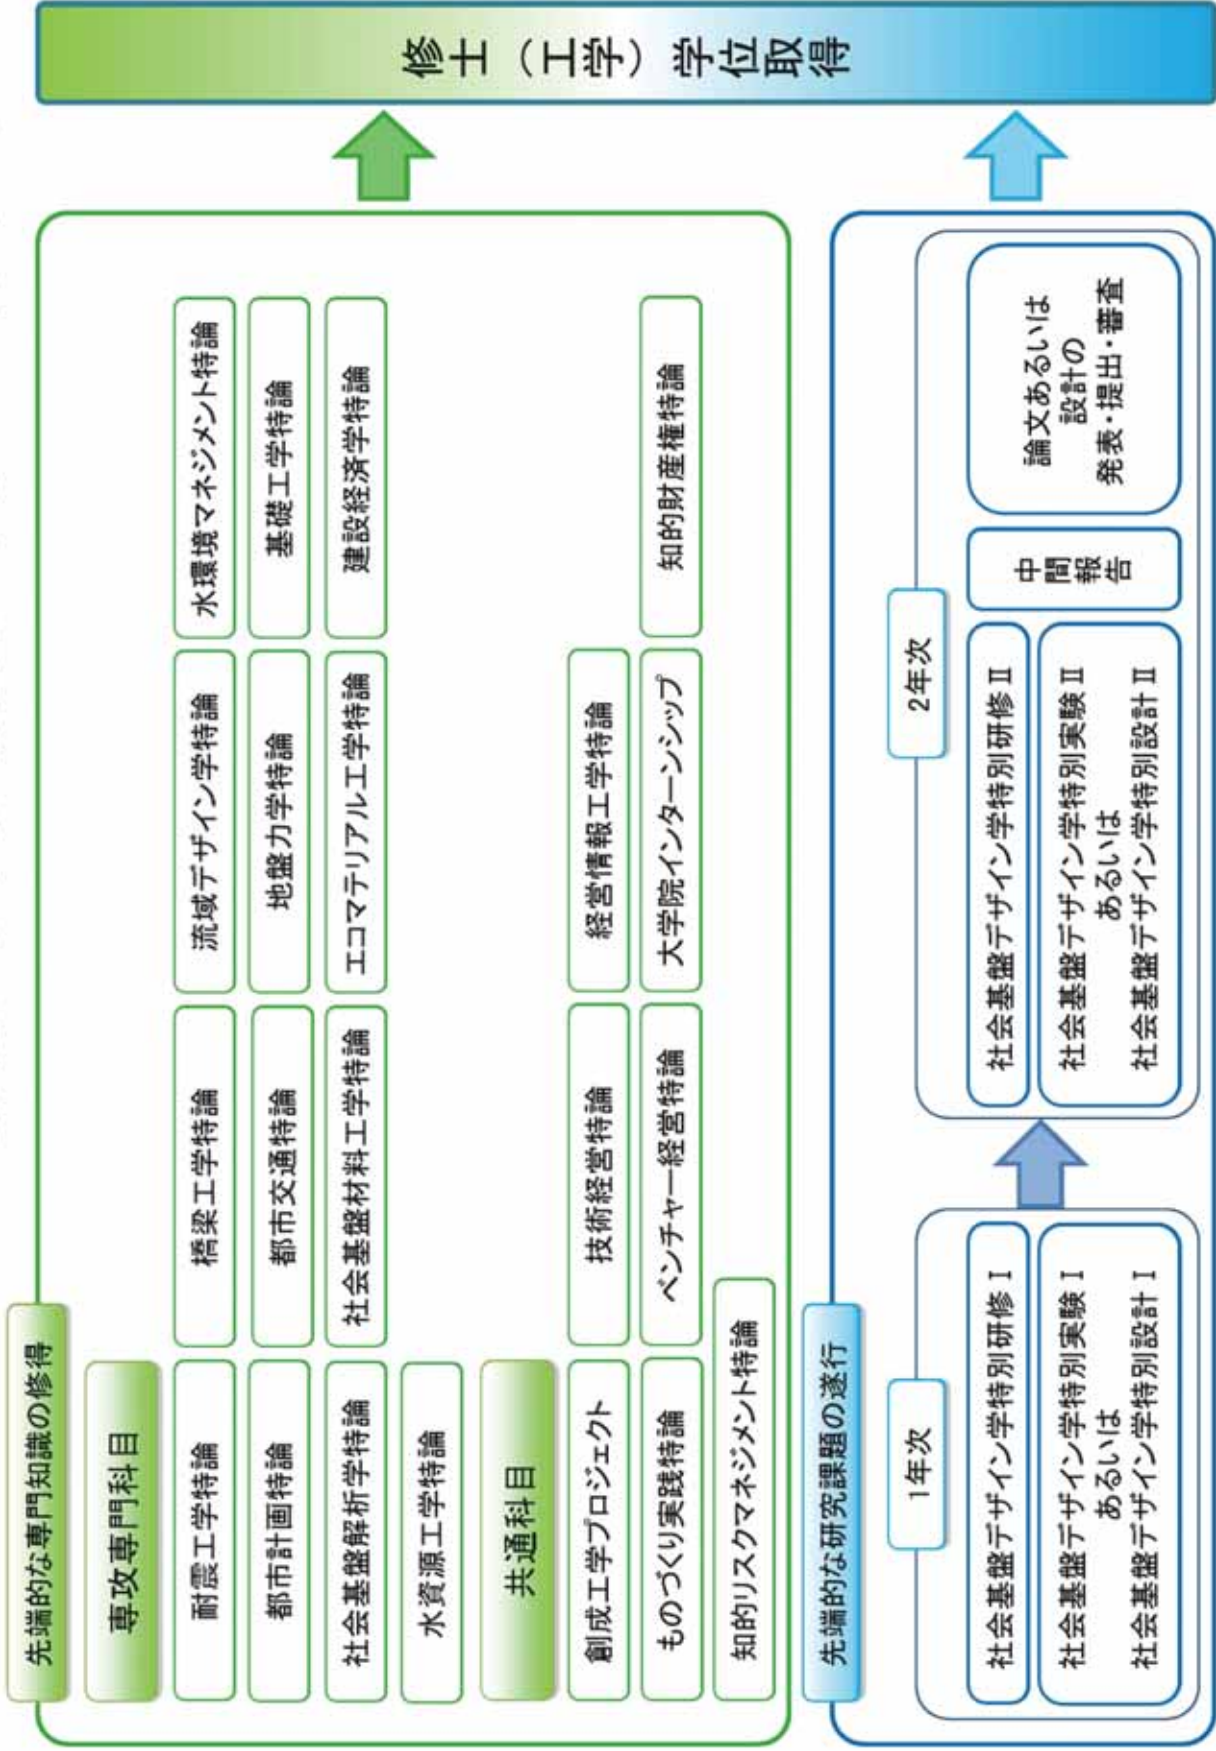 先端的な専門知識の修得
専攻専門科目
耐震工学特論
橋梁工学特論
流域デザイン学特論
水環境マネジメント特論
都市計画特論
都市交通特論
地盤力学特論
基礎工学特論
社会基盤解析学特論
社会基盤材料工学特論
エコマテリアル工学特論
建設経済学特論
水資源工学特論
共通科目
創成工学プロジェクト
技術経営特論
経営情報工学特論
ものづくり実践特論
ベンチャー経営特論
大学院インターンシップ
知的財産権特論
知的リスクマネジメント特論
先端的な研究課題の遂行
1年次
社会基盤デザイン学特別研修Ⅰ
社会基盤デザイン学特別実験Ⅰ
あるいは
社会基盤デザイン学特別設計Ⅰ
2年次
社会基盤デザイン学特別研修Ⅱ
社会基盤デザイン学特別実験Ⅱ
あるいは
社会基盤デザイン学特別設計Ⅱ
中間
報告
論文あるいは
設計の
発表・提出・審査
修士（工学）学位取得